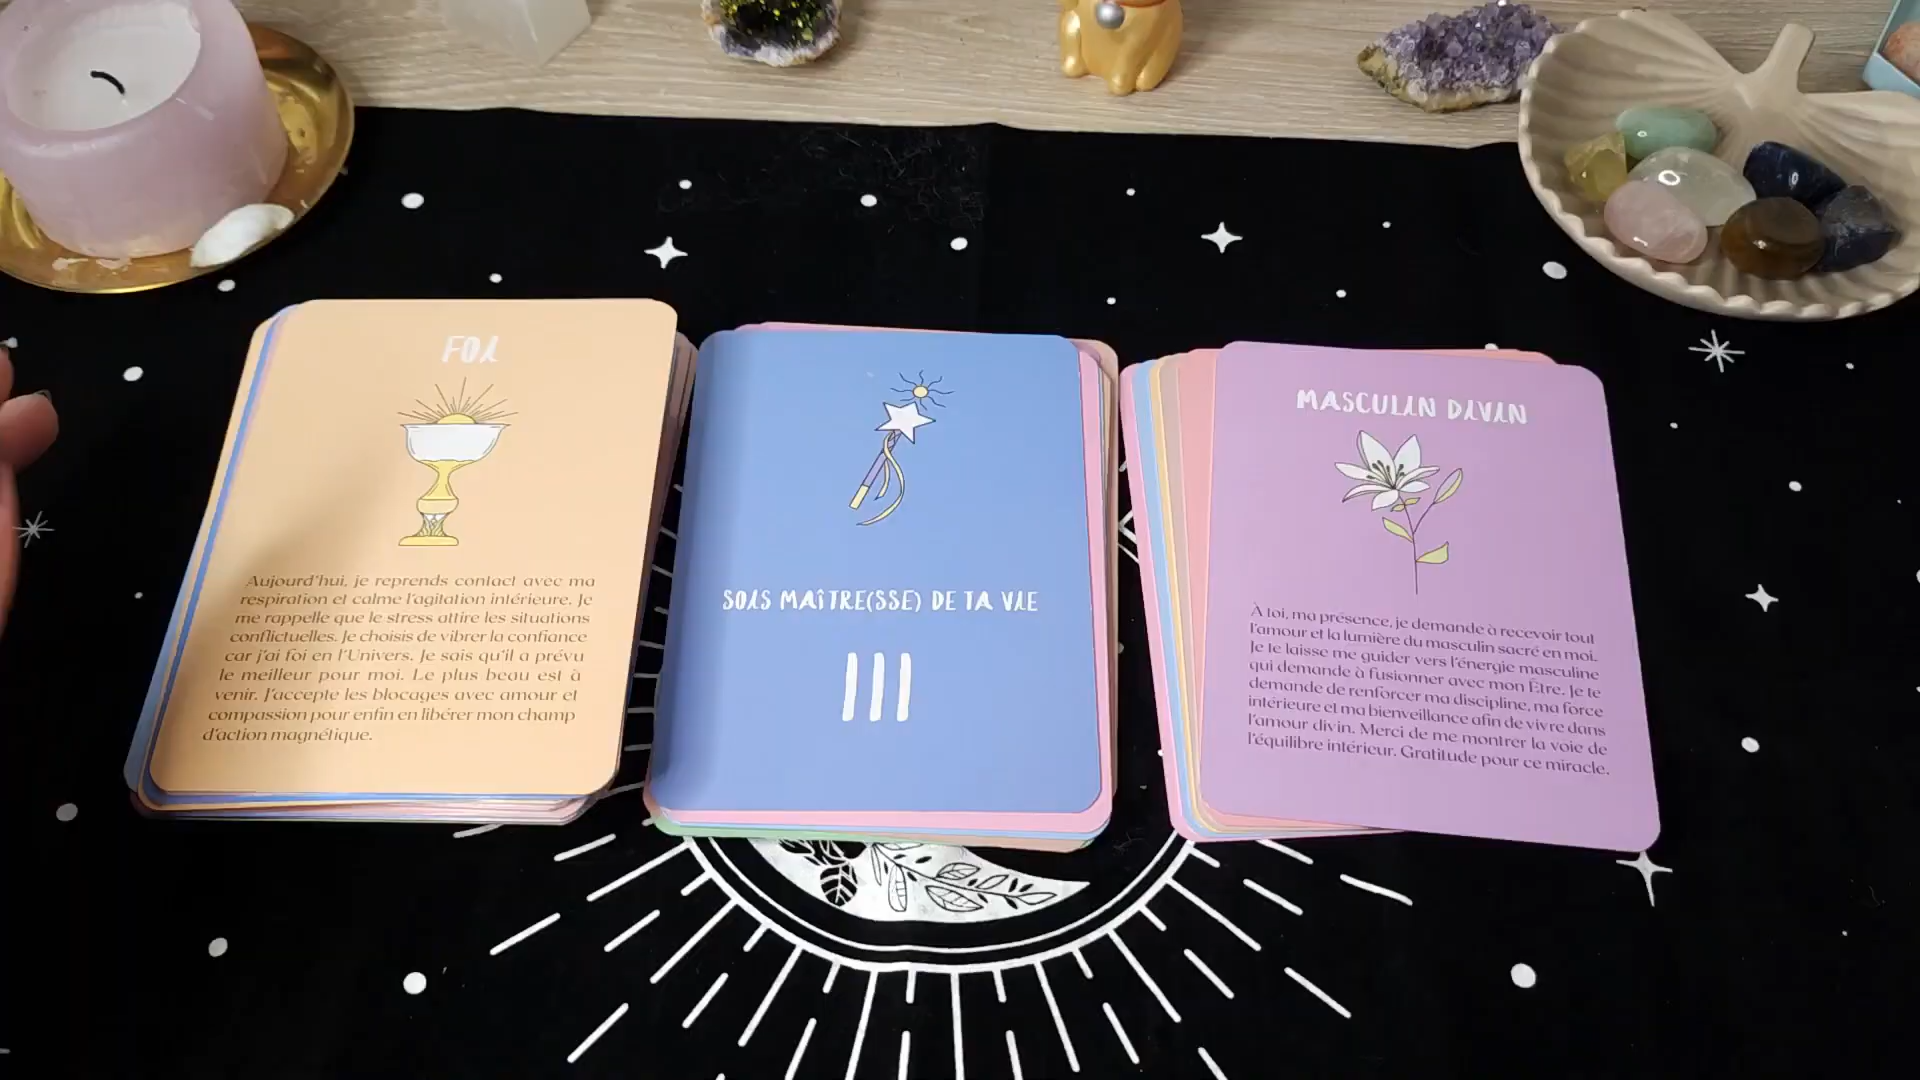 FOI
Aujourd'hui, je reprends contact avec ma
respiration et calme l'agitation intérieure. Je
me rappelle que le stress attire les situations
conflictuelles. Je choisis de vibrer la confiance
car j'ai foi en l'Univers. Je sais qu'il a prévu
le meilleur pour moi. Le plus beau est à
venir. J'accepte les blocages avec amour et
compassion pour enfin en libérer mon champ
d'action magnétique.
SOIS MAÎTRE(SSE) DE TA VIE
III
MASCULIN DIVIN
À toi, ma présence, je demande à recevoir tout
l'amour et la lumière du masculin sacré en moi.
Je te laisse me guider vers l'énergie masculine
qui demande à fusionner avec mon Être. Je te
demande de renforcer ma discipline, ma force
intérieure et ma bienveillance afin de vivre dans
l'amour divin. Merci de me montrer la voie de
l'équilibre intérieur. Gratitude pour ce miracle.